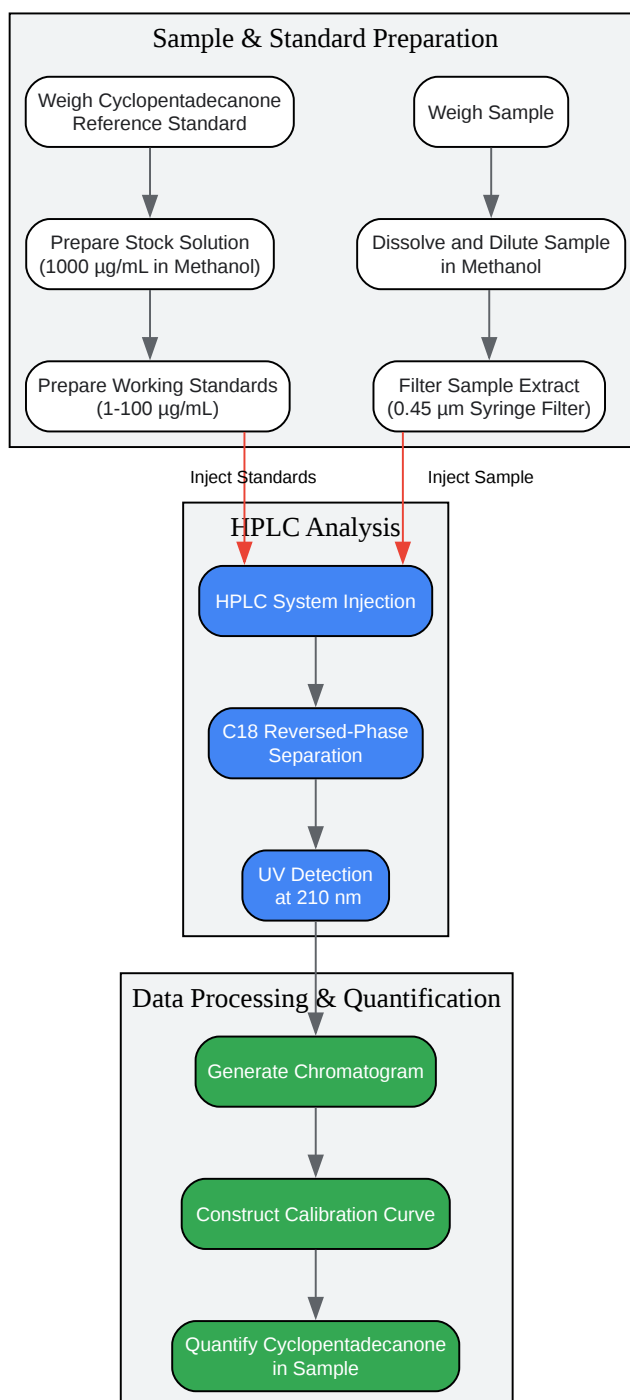 Sample & Standard Preparation
Weigh Cyclopentadecanone
Reference Standard
Weigh Sample
Prepare Stock Solution
(1000 µg/mL in Methanol)
Dissolve and Dilute Sample
in Methanol
Prepare Working Standards
(1-100 µg/mL)
Filter Sample Extract
(0.45 µm Syringe Filter)
Inject Standards
Inject Sample
HPLC Analysis
HPLC System Injection
C18 Reversed-Phase
Separation
UV Detection
at 210 nm
Data Processing & Quantification
Generate Chromatogram
Construct Calibration Curve
Quantify Cyclopentadecanone
in Sample